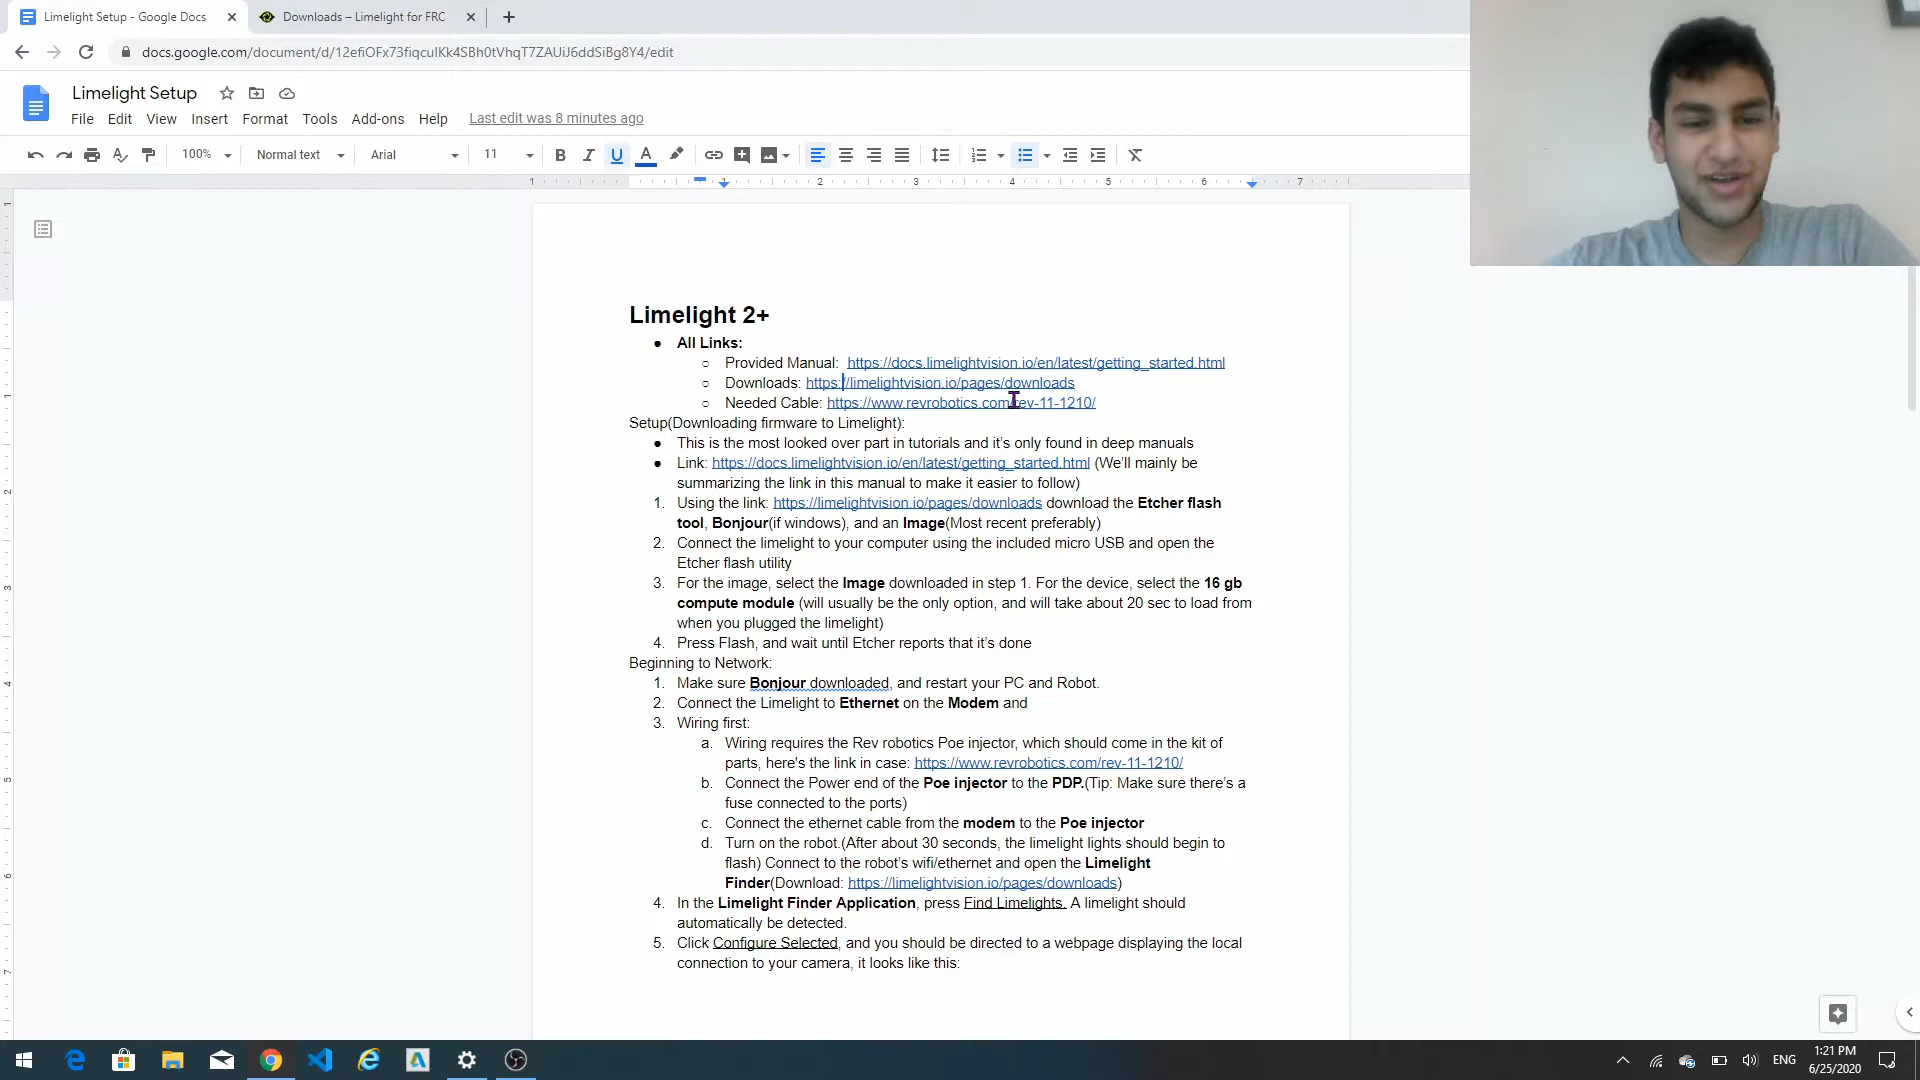 Limelight Setup - Google Docs
Downloads – Limelight for FRC
docs.google.com/document/d/12efiOFx73fiqcuIKk4SBh0tVhqT7ZAUiJ6ddSiBg8Y4/edit
Limelight Setup
File Edit View Insert Format Tools Add-ons Help Last edit was 8 minutes ago
100% Normal text Arial 11 B I U A
1 1 2 3 4 5 6 7
Limelight 2+
● All Links:
○ Provided Manual: https://docs.limelightvision.io/en/latest/getting_started.html
○ Downloads: https://limelightvision.io/pages/downloads
○ Needed Cable: https://www.revrobotics.com/rev-11-1210/
Setup(Downloading firmware to Limelight):
● This is the most looked over part in tutorials and it's only found in deep manuals
● Link: https://docs.limelightvision.io/en/latest/getting_started.html (We'll mainly be
summarizing the link in this manual to make it easier to follow)
1. Using the link: https://limelightvision.io/pages/downloads download the Etcher flash
tool, Bonjour(if windows), and an Image(Most recent preferably)
2. Connect the limelight to your computer using the included micro USB and open the
Etcher flash utility
3. For the image, select the Image downloaded in step 1. For the device, select the 16 gb
compute module (will usually be the only option, and will take about 20 sec to load from
when you plugged the limelight)
4. Press Flash, and wait until Etcher reports that it's done
Beginning to Network:
1. Make sure Bonjour downloaded, and restart your PC and Robot.
2. Connect the Limelight to Ethernet on the Modem and
3. Wiring first:
a. Wiring requires the Rev robotics Poe injector, which should come in the kit of
parts, here's the link in case: https://www.revrobotics.com/rev-11-1210/
b. Connect the Power end of the Poe injector to the PDP.(Tip: Make sure there's a
fuse connected to the ports)
c. Connect the ethernet cable from the modem to the Poe injector
d. Turn on the robot.(After about 30 seconds, the limelight lights should begin to
flash) Connect to the robot's wifi/ethernet and open the Limelight
Finder(Download: https://limelightvision.io/pages/downloads)
4. In the Limelight Finder Application, press Find Limelights. A limelight should
automatically be detected.
5. Click Configure Selected, and you should be directed to a webpage displaying the local
connection to your camera, it looks like this:
ENG
1:21 PM
6/25/2020